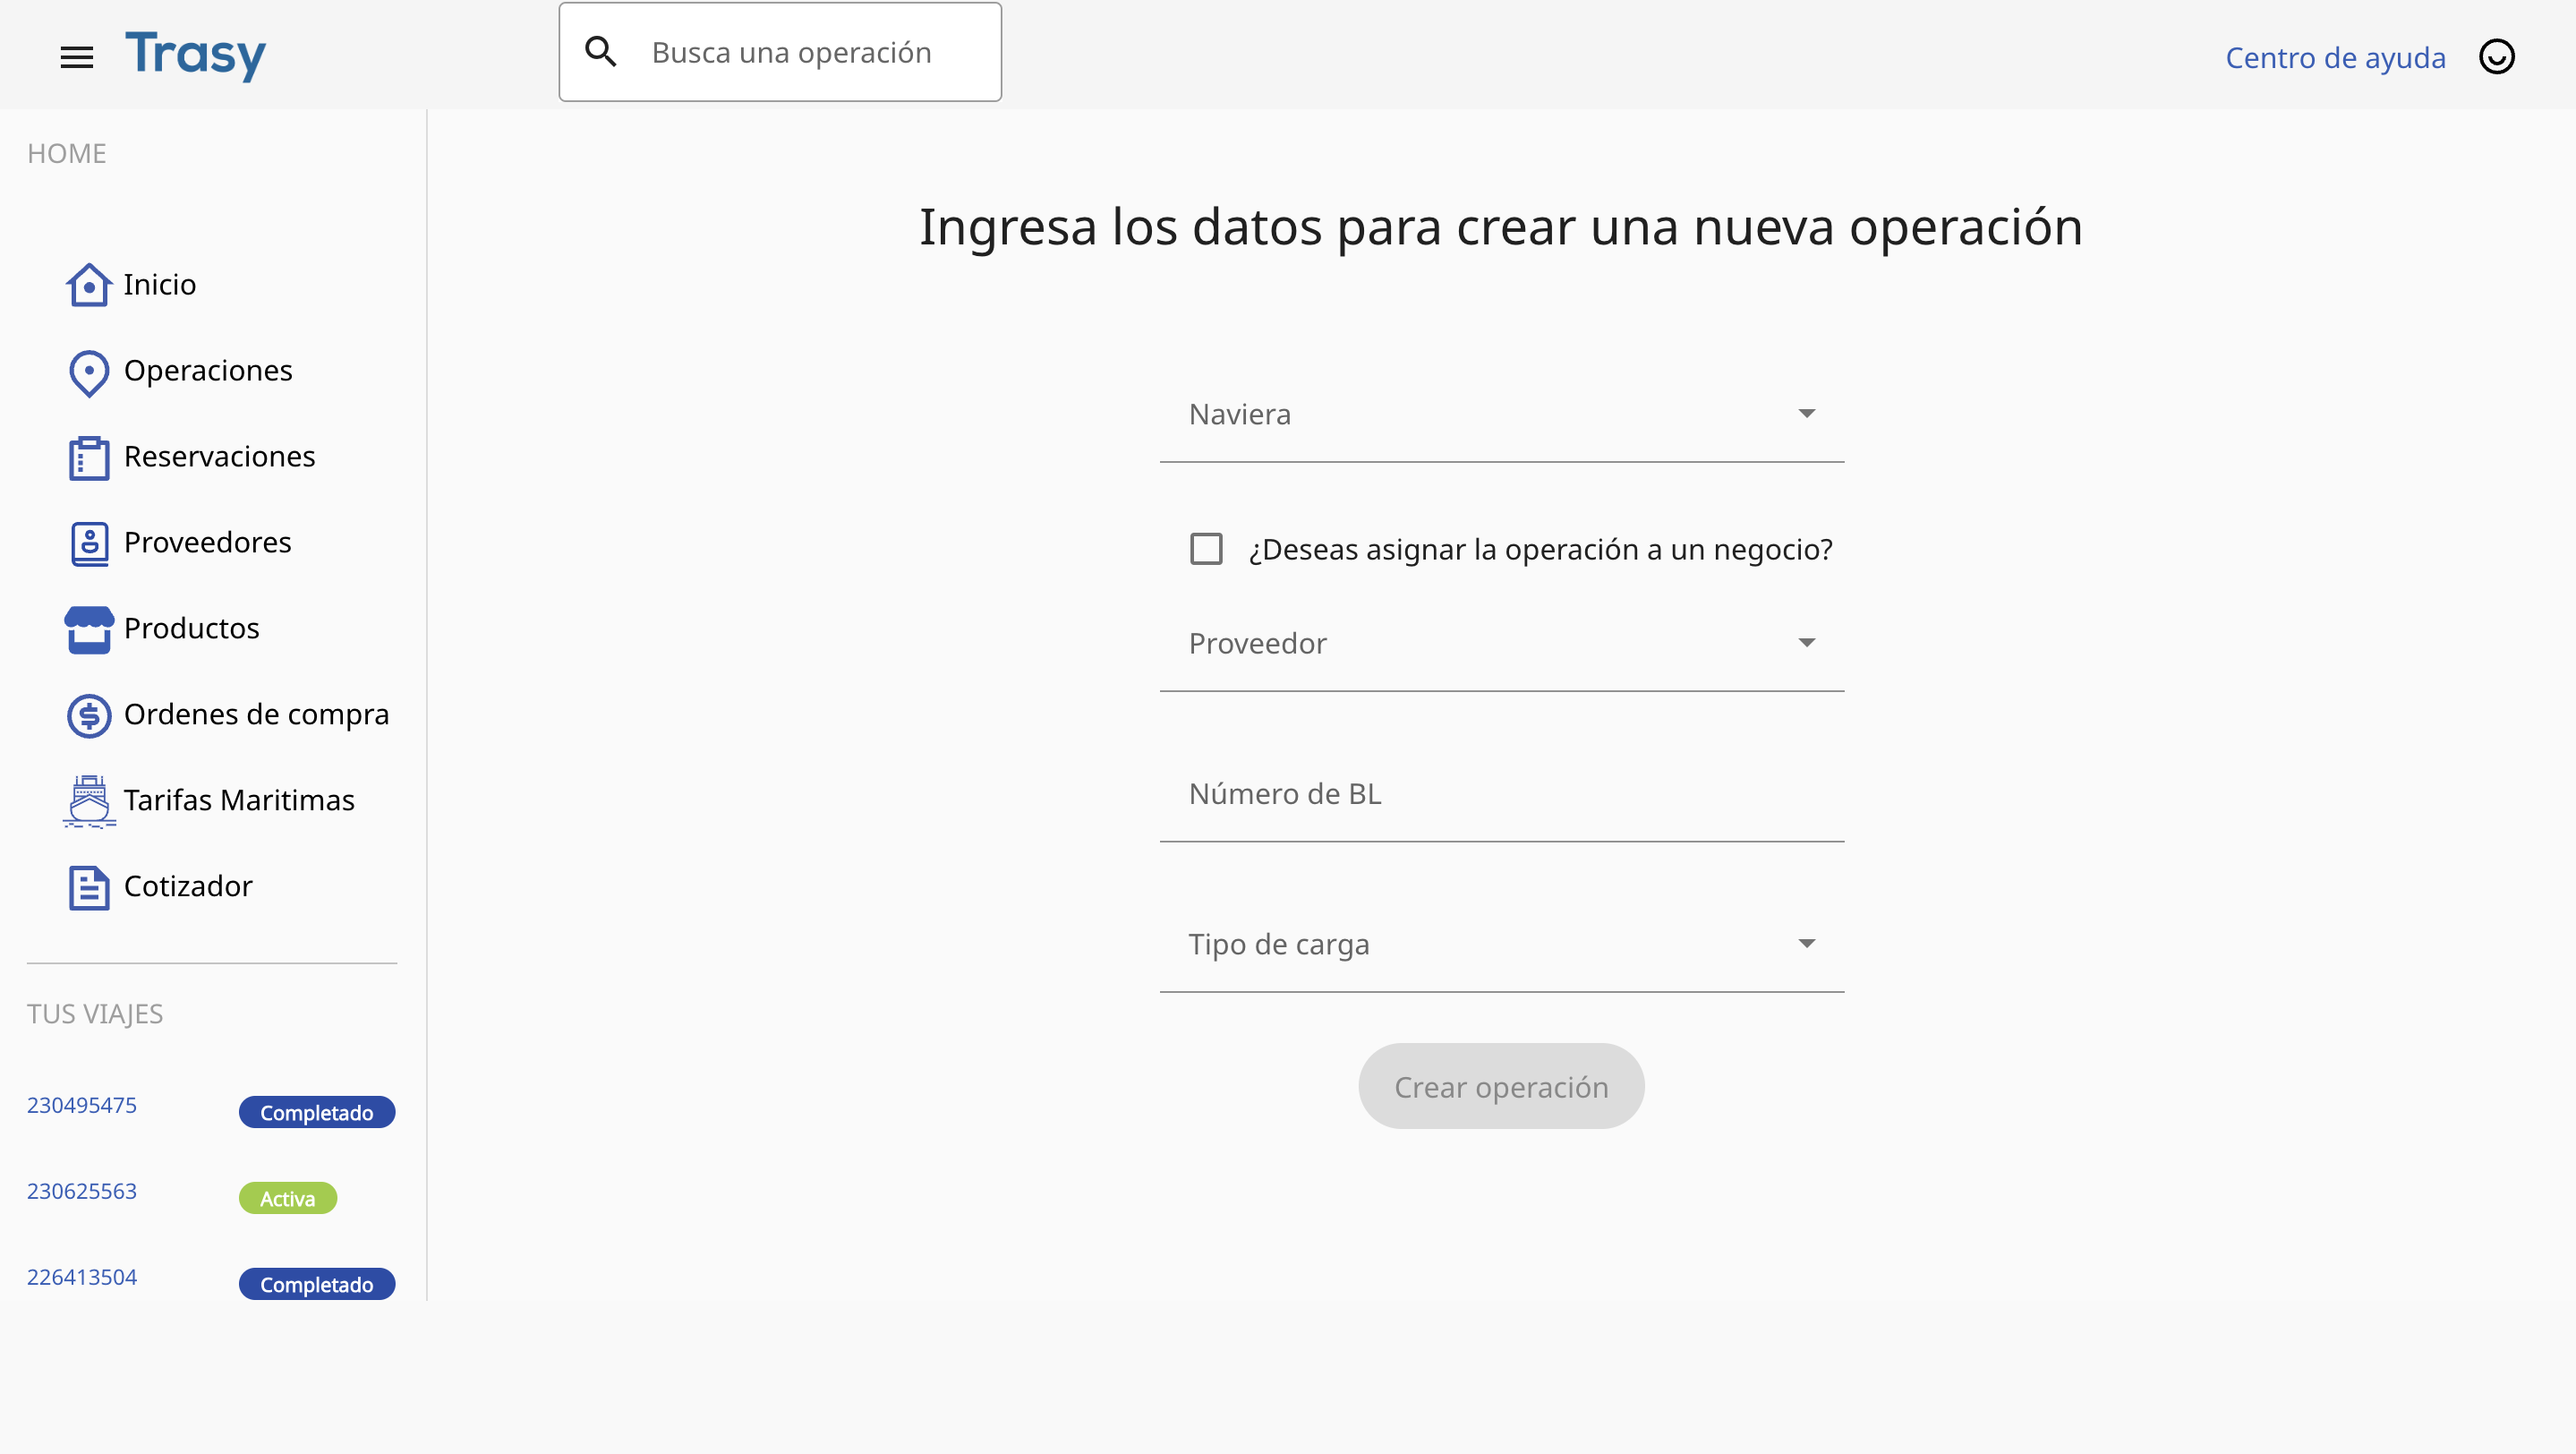 Trasy
Busca una operación
Centro de ayuda
HOME
Inicio
Operaciones
Reservaciones
Proveedores
Productos
Ordenes de compra
Tarifas Maritimas
Cotizador
TUS VIAJES
230495475 Completado
230625563 Activa
226413504 Completado
Ingresa los datos para crear una nueva operación
Naviera
¿Deseas asignar la operación a un negocio?
Proveedor
Número de BL
Tipo de carga
Crear operación